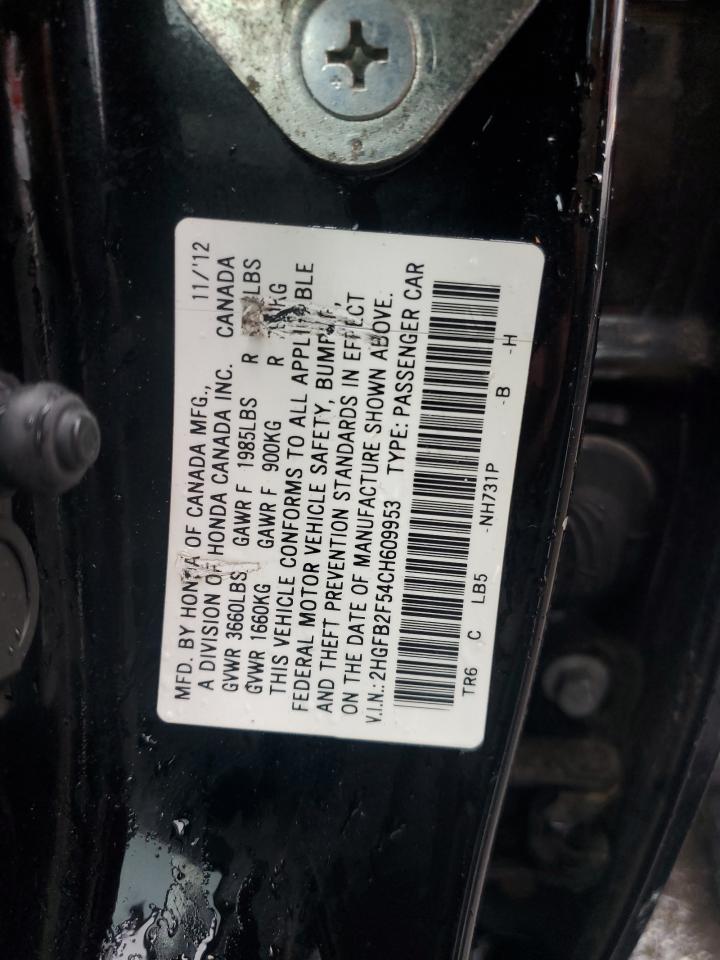 11/'12
MFD. BY HONDA OF CANADA MFG.,
A DIVISION OF HONDA CANADA INC. CANADA
GVWR 3660LBS GAWR F 1985LBS R LBS
GVWR 1660KG GAWR F 900KG R KG
THIS VEHICLE CONFORMS TO ALL APPLICABLE
FEDERAL MOTOR VEHICLE SAFETY, BUMPER,
AND THEFT PREVENTION STANDARDS IN EFFECT
ON THE DATE OF MANUFACTURE SHOWN ABOVE.
V.I.N.: 2HGFB2F54CH609953 TYPE: PASSENGER CAR
TR6 C LB5 -NH731P -B -H